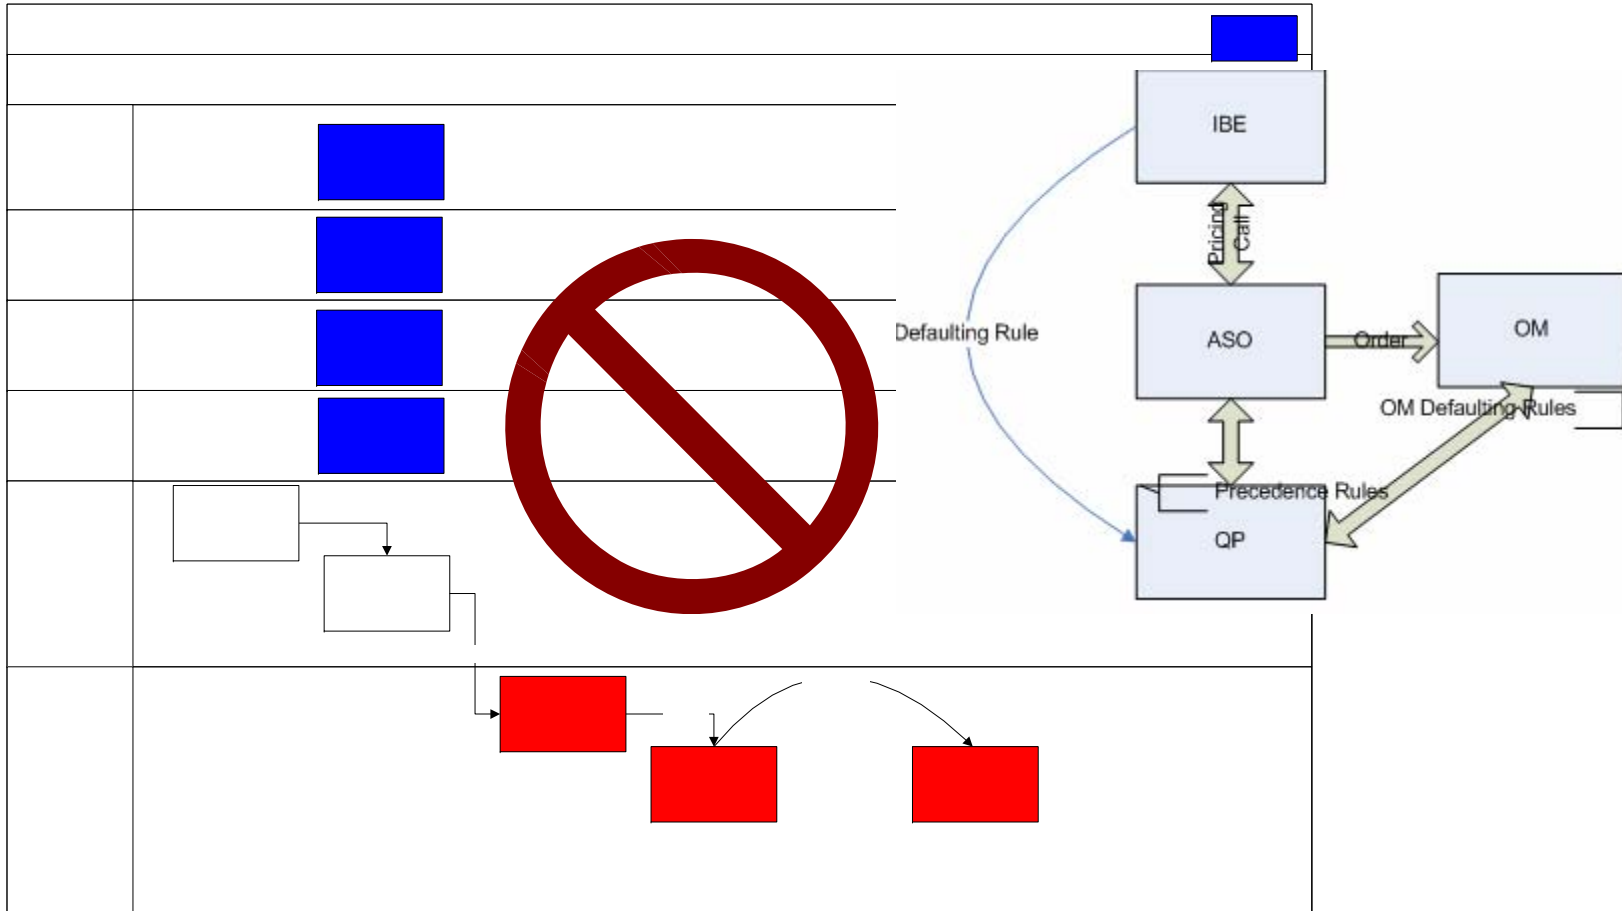 IBE
Pricing
Call
Defaulting Rule
ASO
Order
OM
OM Defaulting Rules
Precedence Rules
QP